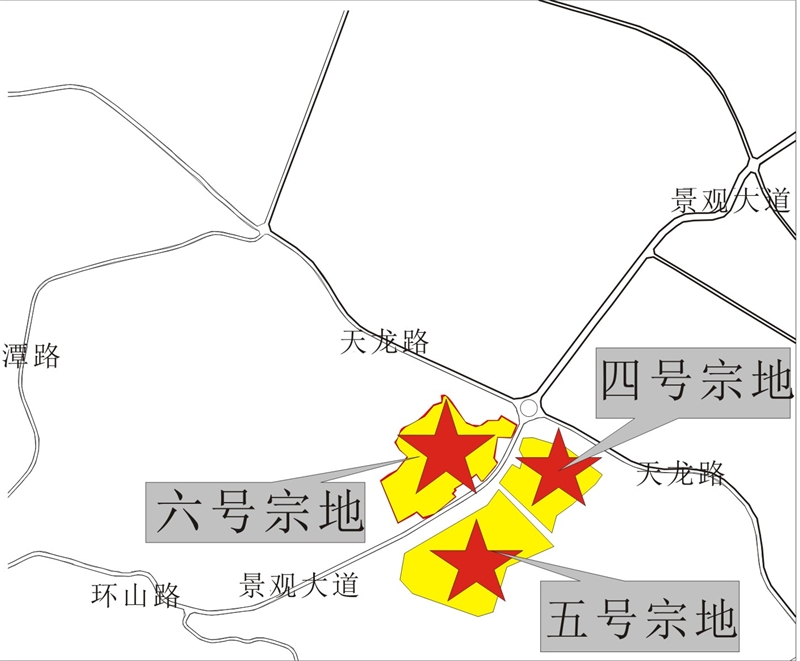 景观大道
天龙路
潭路
四号宗地
天龙路
六号宗地
景观大道
环山路
五号宗地